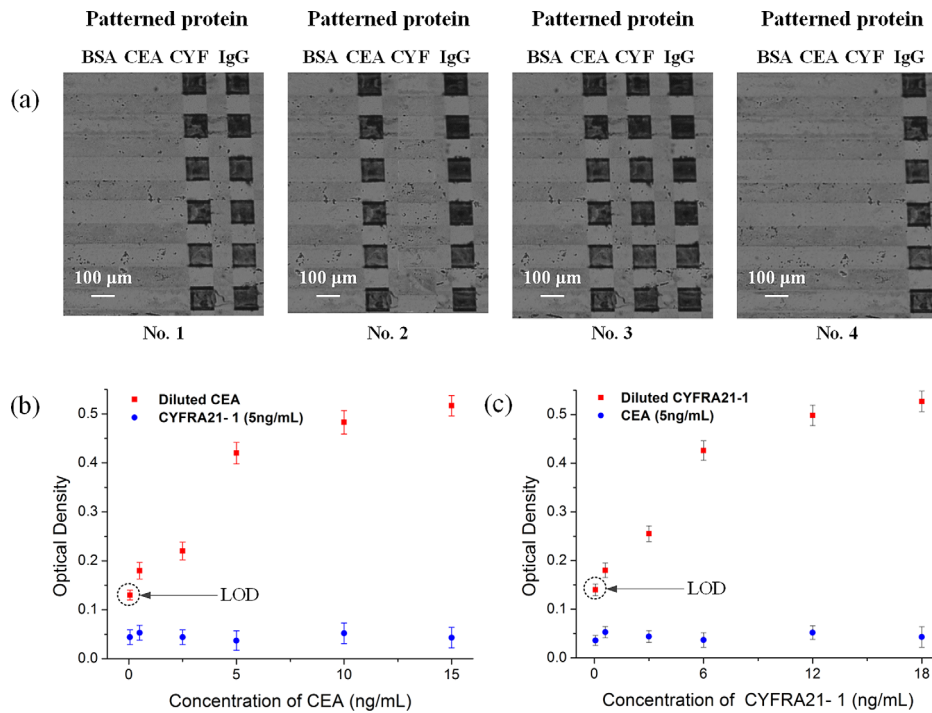 Patterned protein Patterned protein Patterned protein Patterned protein
BSA CEA CYF IgG BSA CEA CYF IgG BSA CEA CYF IgG BSA CEA CYF IgG
(a)
100 μm 100 μm 100 μm 100 μm
No. 1 No. 2 No. 3 No. 4
(b)
Diluted CEA
CYFRA21- 1 (5ng/mL)
Optical Density
0.5
0.4
0.3
0.2
0.1
0.0
LOD
0 5 10 15
Concentration of CEA (ng/mL)
(c)
Diluted CYFRA21-1
CEA (5ng/mL)
Optical Density
0.5
0.4
0.3
0.2
0.1
0.0
LOD
0 6 12 18
Concentration of CYFRA21- 1 (ng/mL)